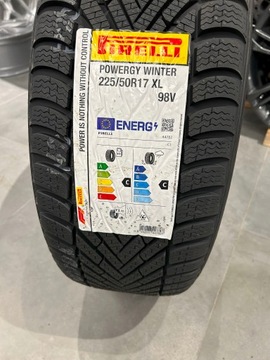 PIRELLI
POWERGY WINTER
225/50R17 XL
98V
POWER IS NOTHING WITHOUT CONTROL
ENERG
PIRELLI
C
C